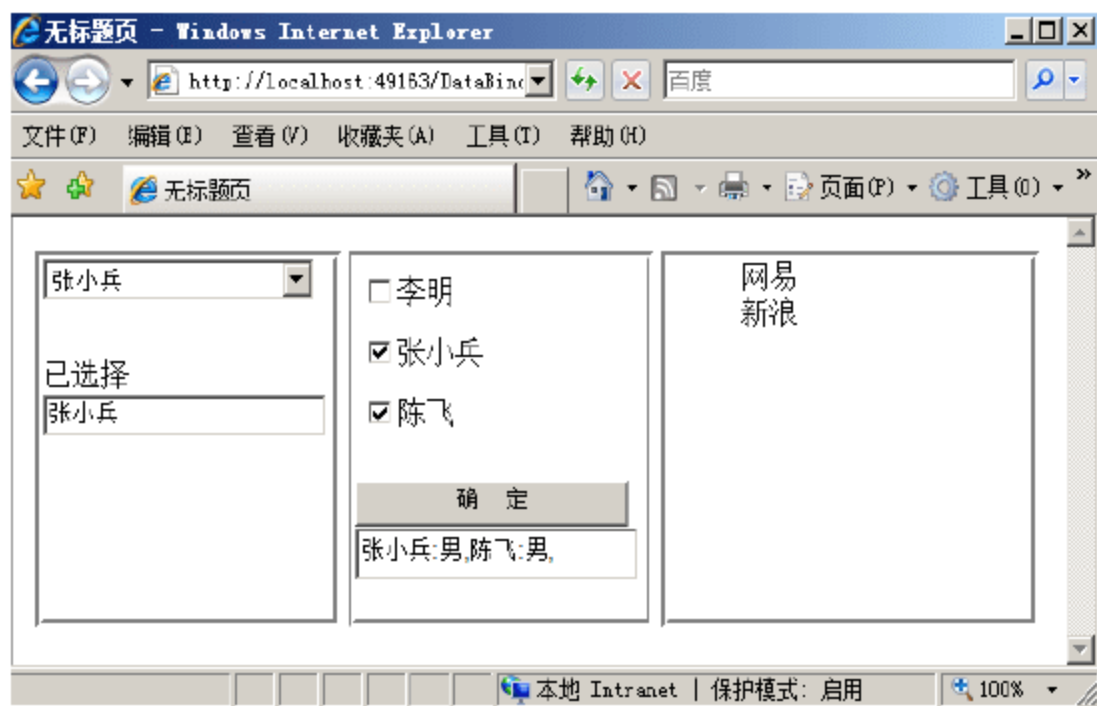 无标题页 - Windows Internet Explorer
http://localhost:49163/DataBind
百度
文件(F) 编辑(E) 查看(V) 收藏夹(A) 工具(T) 帮助(H)
无标题页 页面(P) 工具(O) »
张小兵
已选择
张小兵
李明
张小兵
陈飞
确 定
张小兵:男,陈飞:男,
网易
新浪
本地 Intranet | 保护模式: 启用 100%